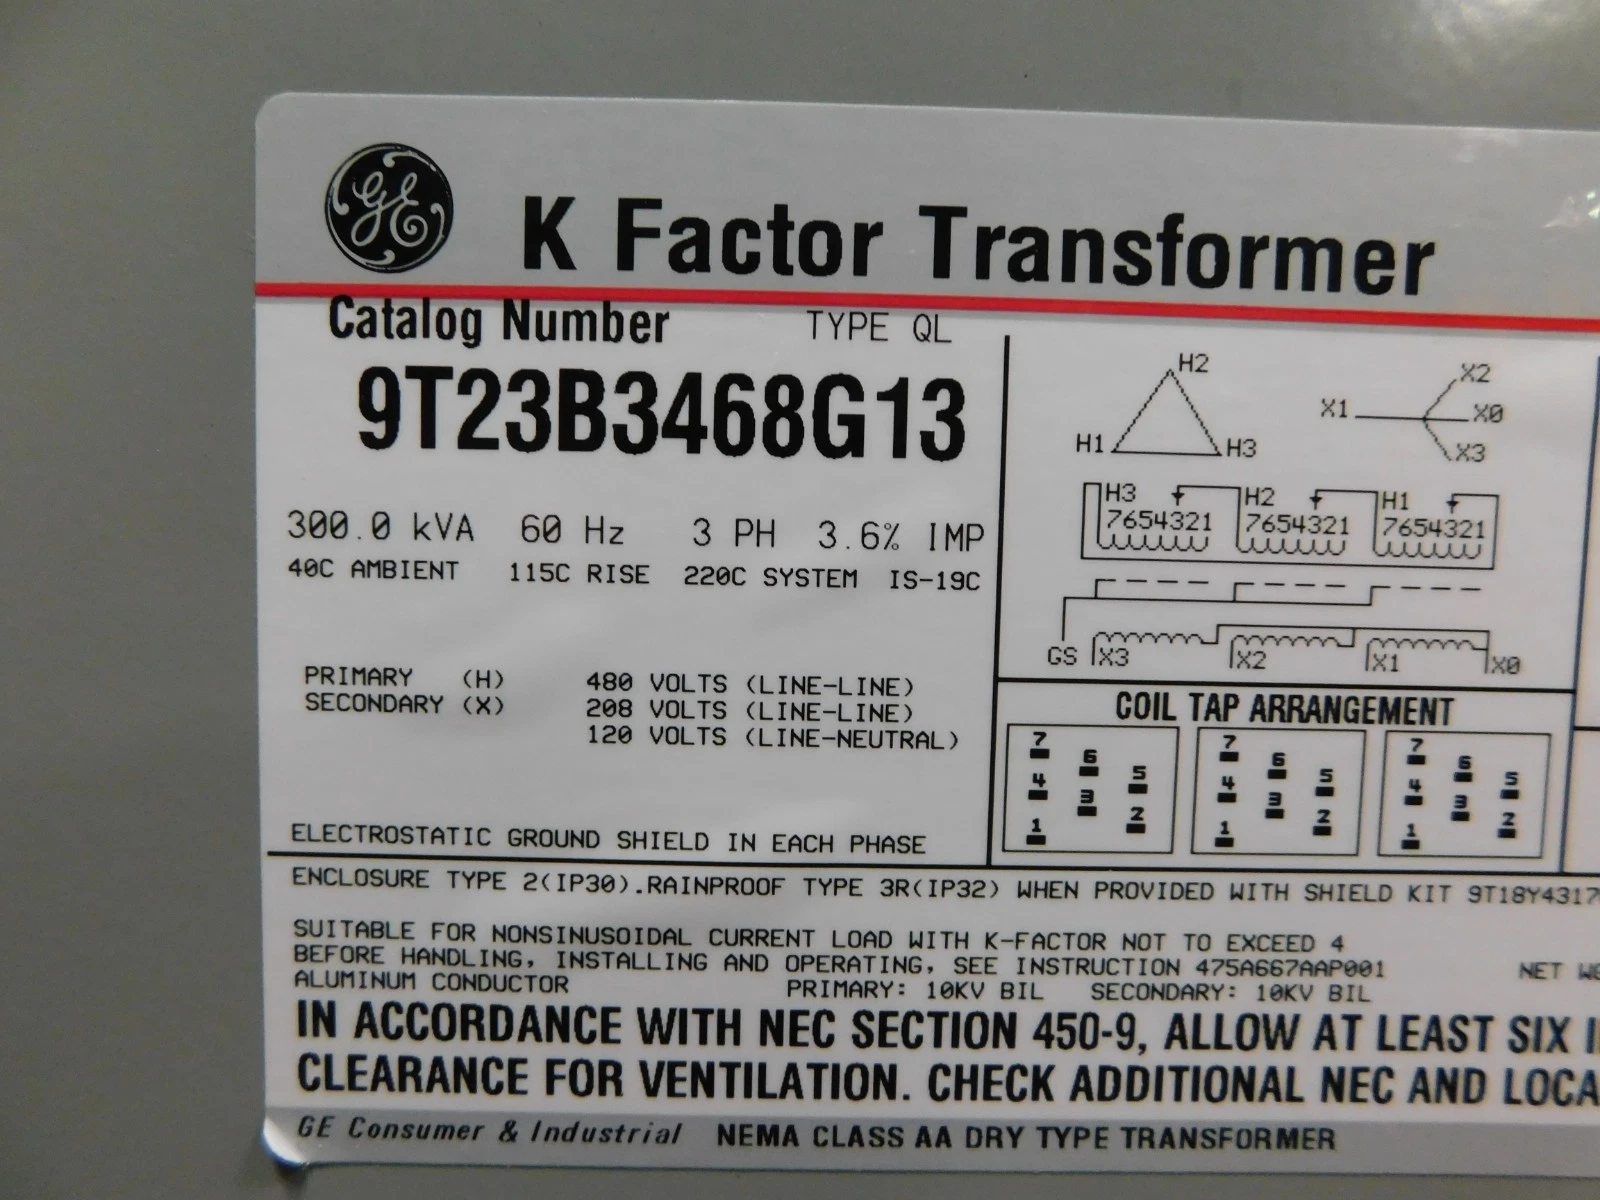 GE
K Factor Transformer
Catalog Number TYPE QL
9T23B3468G13
300.0 kVA 60 Hz 3 PH 3.6% IMP
40C AMBIENT 115C RISE 220C SYSTEM IS-19C
PRIMARY (H) 480 VOLTS (LINE-LINE)
SECONDARY (X) 208 VOLTS (LINE-LINE)
120 VOLTS (LINE-NEUTRAL)
ELECTROSTATIC GROUND SHIELD IN EACH PHASE
H2
H1 H3
X2
X1 X0
X3
H3 H2 H1
7654321 7654321 7654321
GS X3 X2 X1 X0
COIL TAP ARRANGEMENT
7 6 5 7 6 5 7 6 5
4 3 2 4 3 2 4 3 2
1 1 1
ENCLOSURE TYPE 2(IP30).RAINPROOF TYPE 3R(IP32) WHEN PROVIDED WITH SHIELD KIT 9T18Y4317
SUITABLE FOR NONSINUSOIDAL CURRENT LOAD WITH K-FACTOR NOT TO EXCEED 4
BEFORE HANDLING, INSTALLING AND OPERATING, SEE INSTRUCTION 475A667AAP001 NET
ALUMINUM CONDUCTOR PRIMARY: 10KV BIL SECONDARY: 10KV BIL
IN ACCORDANCE WITH NEC SECTION 450-9, ALLOW AT LEAST SIX
CLEARANCE FOR VENTILATION. CHECK ADDITIONAL NEC AND LOCA
GE Consumer & Industrial NEMA CLASS AA DRY TYPE TRANSFORMER